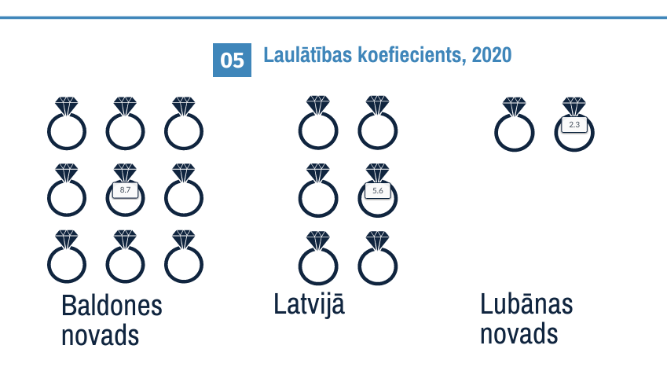 05
Laulātības koefiecients, 2020
2.3
8.7
5.6
Baldones
novads
Latvijā
Lubānas
novads